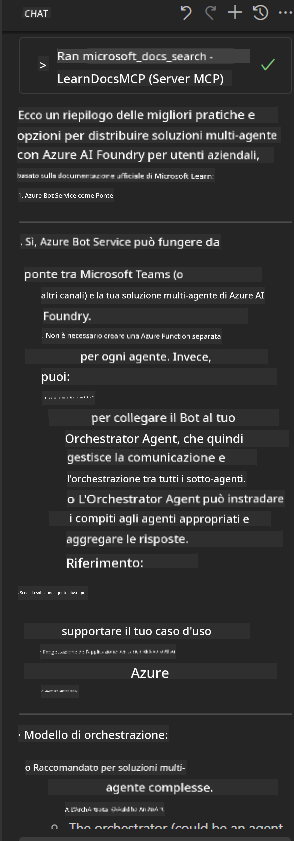 CHAT
Ran microsoft_docs_search -
LearnDocsMCP (Server MCP)
Ecco un riepilogo delle migliori pratiche e
opzioni per distribuire soluzioni multi-agente
con Azure AI Foundry per utenti aziendali,
basato sulla documentazione ufficiale di Microsoft Learn:
1. Azure Bot Service come Ponte
. Sì, Azure Bot Service può fungere da
ponte tra Microsoft Teams (o
altri canali) e la tua soluzione multi-agente di Azure AI
Foundry.
. Non è necessario creare una Azure Function separata
per ogni agente. Invece,
puoi:
per collegare il Bot al tuo
Orchestrator Agent, che quindi
gestisce la comunicazione e
l'orchestrazione tra tutti i sotto-agenti.
o L'Orchestrator Agent può instradare
i compiti agli agenti appropriati e
aggregare le risposte.
Riferimento:
supportare il tuo caso d'uso
Azure
· Modello di orchestrazione:
o Raccomandato per soluzioni multi-
agente complesse.
o The orchestrator (could be an agent